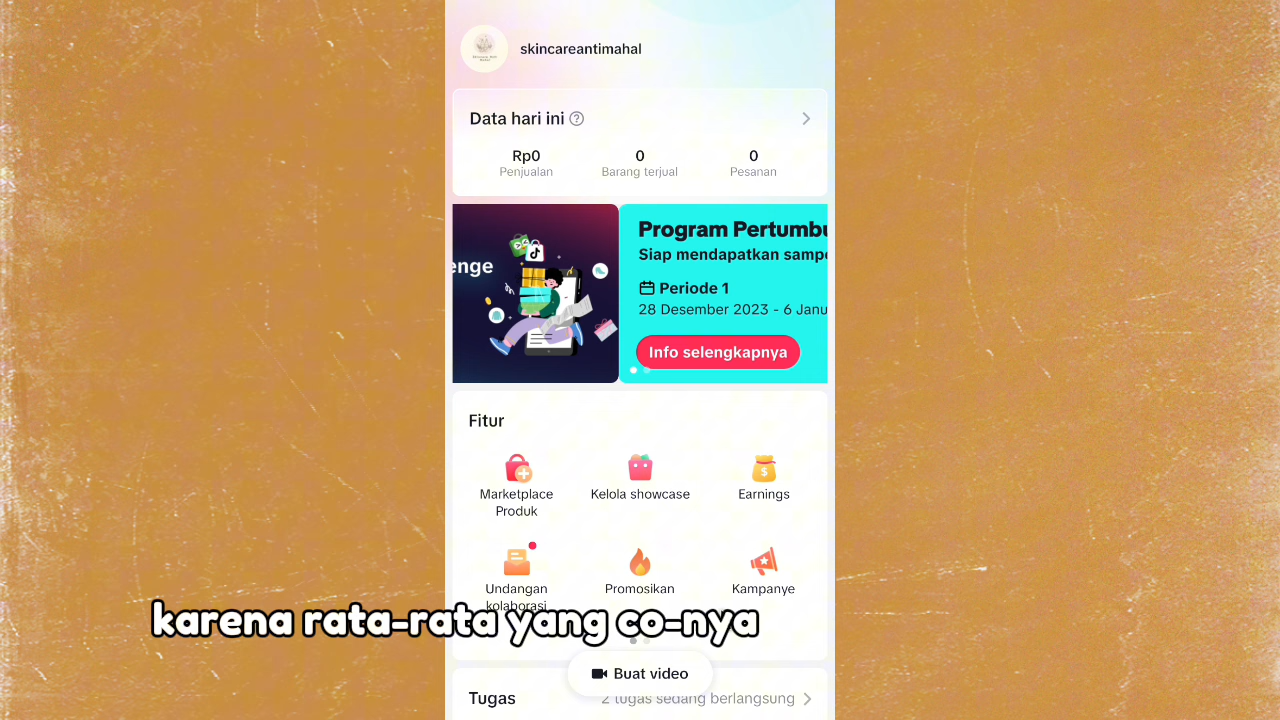 skincareantimahal
Data hari ini
Rp0
Penjualan
0
Barang terjual
0
Pesanan
enge
Program Pertumbu
Siap mendapatkan samp
Periode 1
28 Desember 2023 - 6 Janu
Info selengkapnya
Fitur
Marketplace
Produk
Kelola showcase
Earnings
Undangan
kolaborasi
Promosikan
Kampanye
karena rata-rata yang co-nya
Buat video
Tugas
2 tugas sedang berlangsung